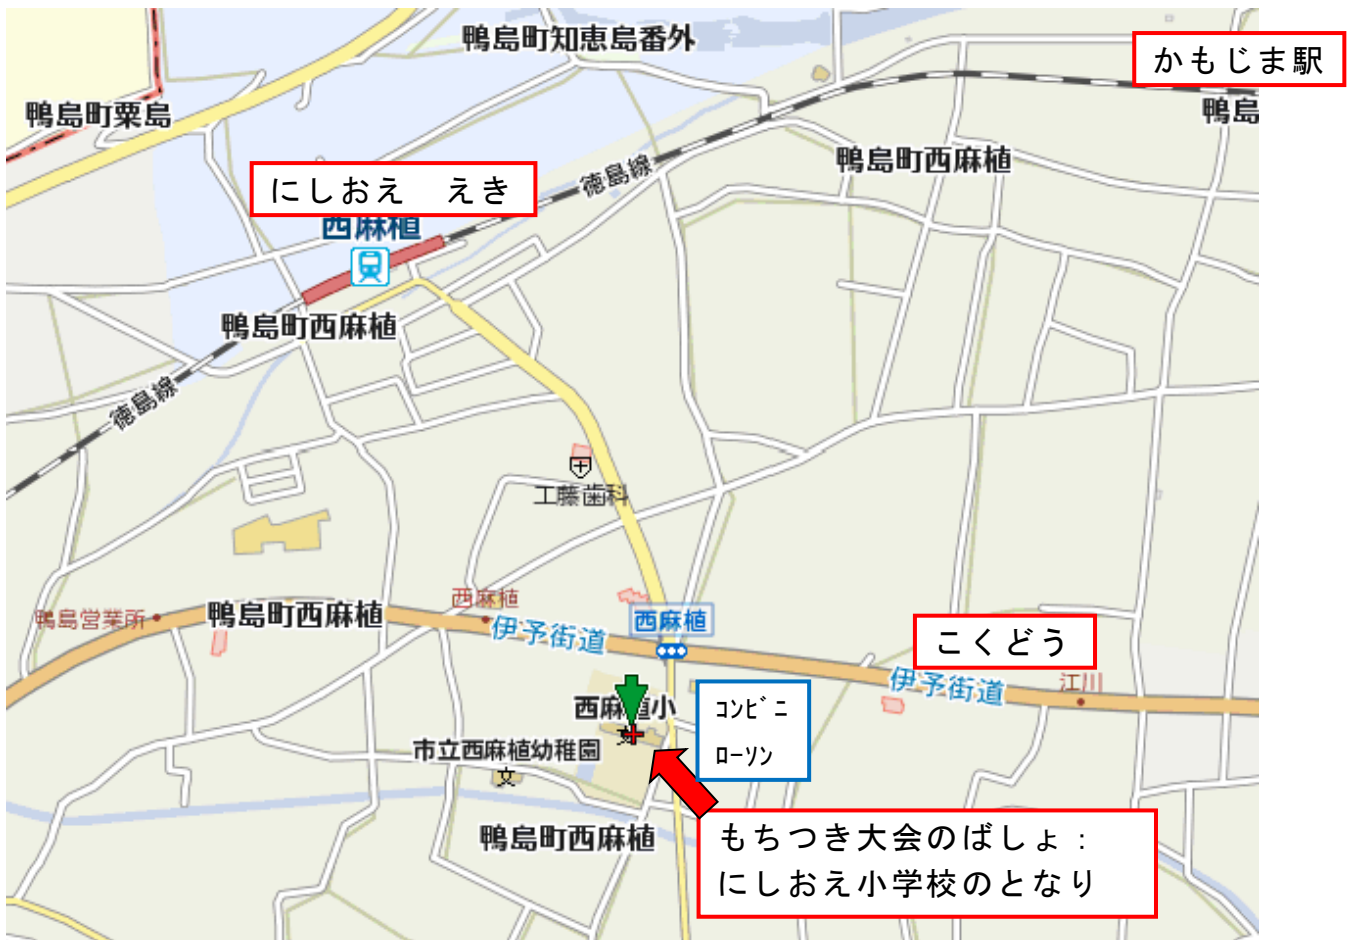 鴨島町知恵島番外
かもじま駅
鴨島町粟島
鴨島
鴨島町西麻植
徳島線
にしおえ　えき
西麻植
鴨島町西麻植
徳島線
工藤歯科
西麻植
鴨島営業所
鴨島町西麻植
伊予街道
西麻植
こくどう
伊予街道
江川
西麻植小
コンビニ
ローソン
市立西麻植幼稚園
文
鴨島町西麻植
もちつき大会のばしょ：
にしおえ小学校のとなり